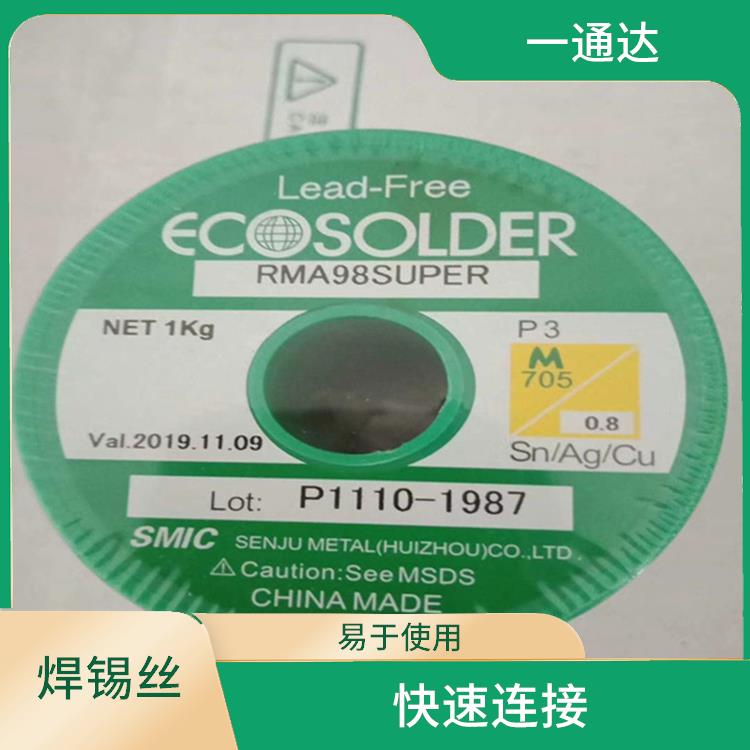 一通达
Lead-Free
ECOSOLDER
RMA98SUPER
NET 1Kg
P3
M
705
0.8
Val.2019.11.09
Sn/Ag/Cu
Lot: P1110-1987
SMIC SENJU METAL(HUIZHOU)CO.,LTD.
⚠Caution:See MSDS
CHINA MADE
易于使用
焊锡丝
快速连接